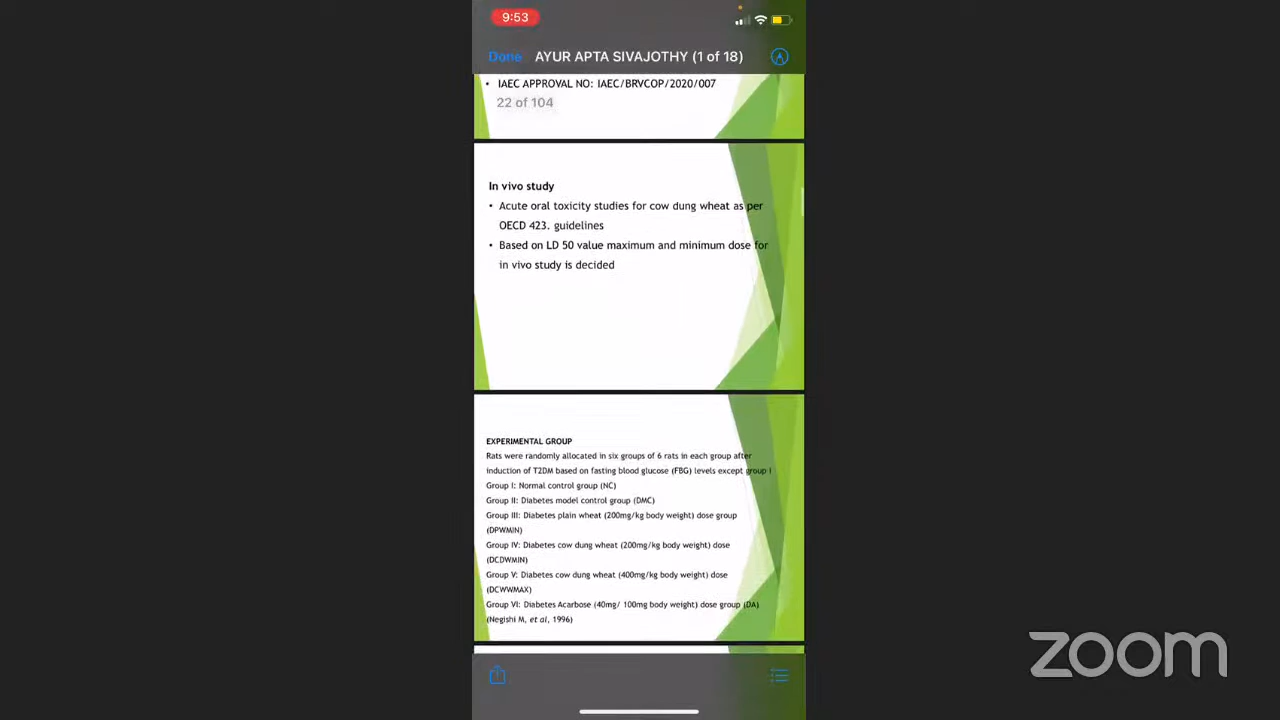 9:53
Done AYUR APTA SIVAJOTHY (1 of 18)
• IAEC APPROVAL NO: IAEC/BRVCOP/2020/007
22 of 104
In vivo study
• Acute oral toxicity studies for cow dung wheat as per
OECD 423. guidelines
• Based on LD 50 value maximum and minimum dose for
in vivo study is decided
EXPERIMENTAL GROUP
Rats were randomly allocated in six groups of 6 rats in each group after
induction of T2DM based on fasting blood glucose (FBG) levels except group I
Group I: Normal control group (NC)
Group II: Diabetes model control group (DMC)
Group III: Diabetes plain wheat (200mg/kg body weight) dose group
(DPWMIN)
Group IV: Diabetes cow dung wheat (200mg/kg body weight) dose
(DCDWMIN)
Group V: Diabetes cow dung wheat (400mg/kg body weight) dose
(DCWWMAX)
Group VI: Diabetes Acarbose (40mg/ 100mg body weight) dose group (DA)
(Negishi M, et al, 1996)
zoom